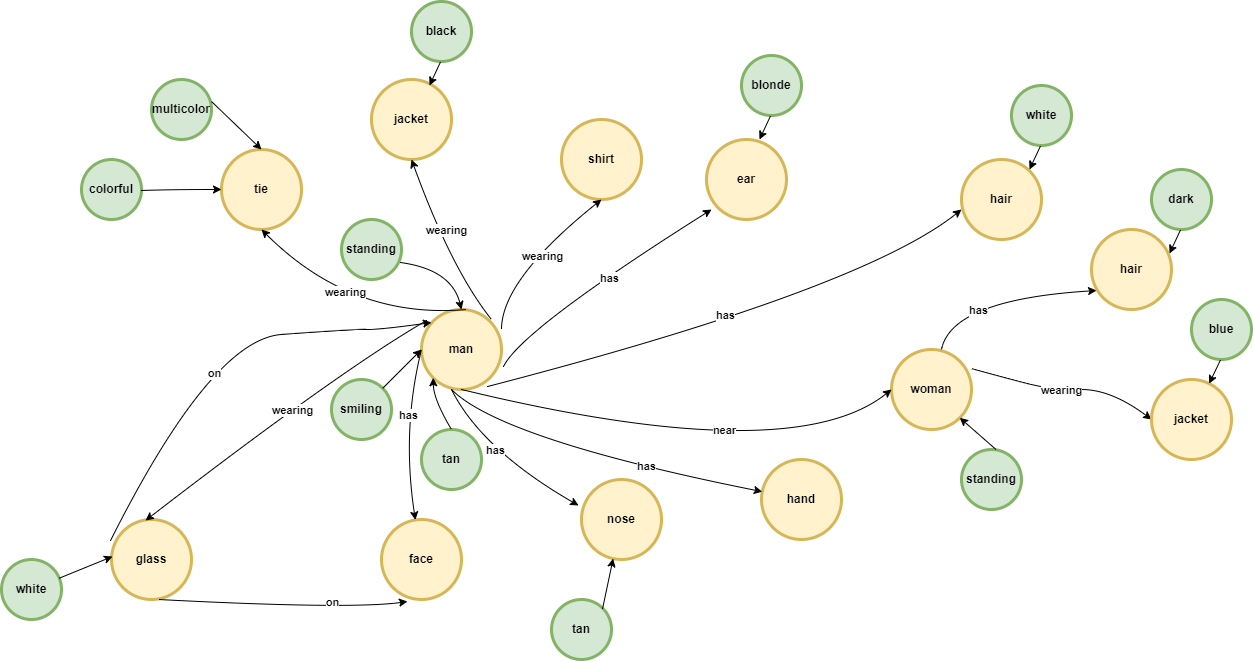 black
blonde
multicolor
white
jacket
shirt
ear
colorful
tie
hair
dark
wearing
standing
wearing
hair
has
wearing
has
has
blue
man
woman
on
wearing
wearing
smiling
has
jacket
near
has
tan
has
standing
hand
nose
glass
face
white
on
tan